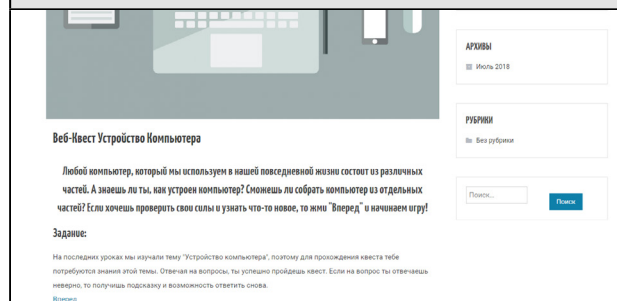 Веб-Квест Устройство Компьютера
Любой компьютер, который мы используем в нашей повседневной жизни состоит из различных
частей. А знаешь ли ты, как устроен компьютер? Сможешь ли собрать компьютер из отдельных
частей? Если хочешь проверить свои силы и узнать что-то новое, то жми "Вперед" и начинаем игру!
Задание:
На последних уроках мы изучали тему "Устройство компьютера", поэтому для прохождения квеста тебе
потребуются знания этой темы. Отвечая на вопросы, ты успешно пройдешь квест. Если на вопрос ты отвечаешь
неверно, то получишь подсказку и возможность ответить снова.
Вперед
АРХИВЫ
Июль 2018
РУБРИКИ
Без рубрики
Поиск...
Поиск